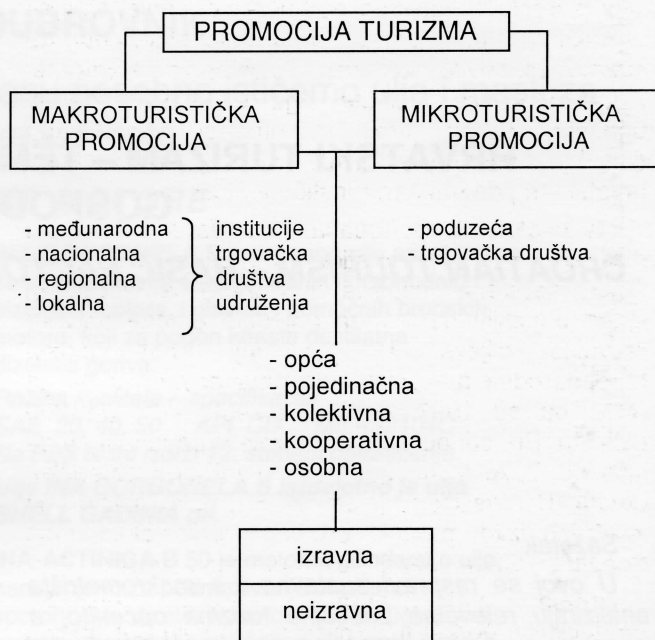 PROMOCIJA TURIZMA
MAKROTURISTIČKA
PROMOCIJA
MIKROTURISTIČKA
PROMOCIJA
- međunarodna
- nacionalna
- regionalna
- lokalna
institucije
trgovačka
društva
udruženja
- poduzeća
- trgovačka društva
- opća
- pojedinačna
- kolektivna
- kooperativna
- osobna
izravna
neizravna